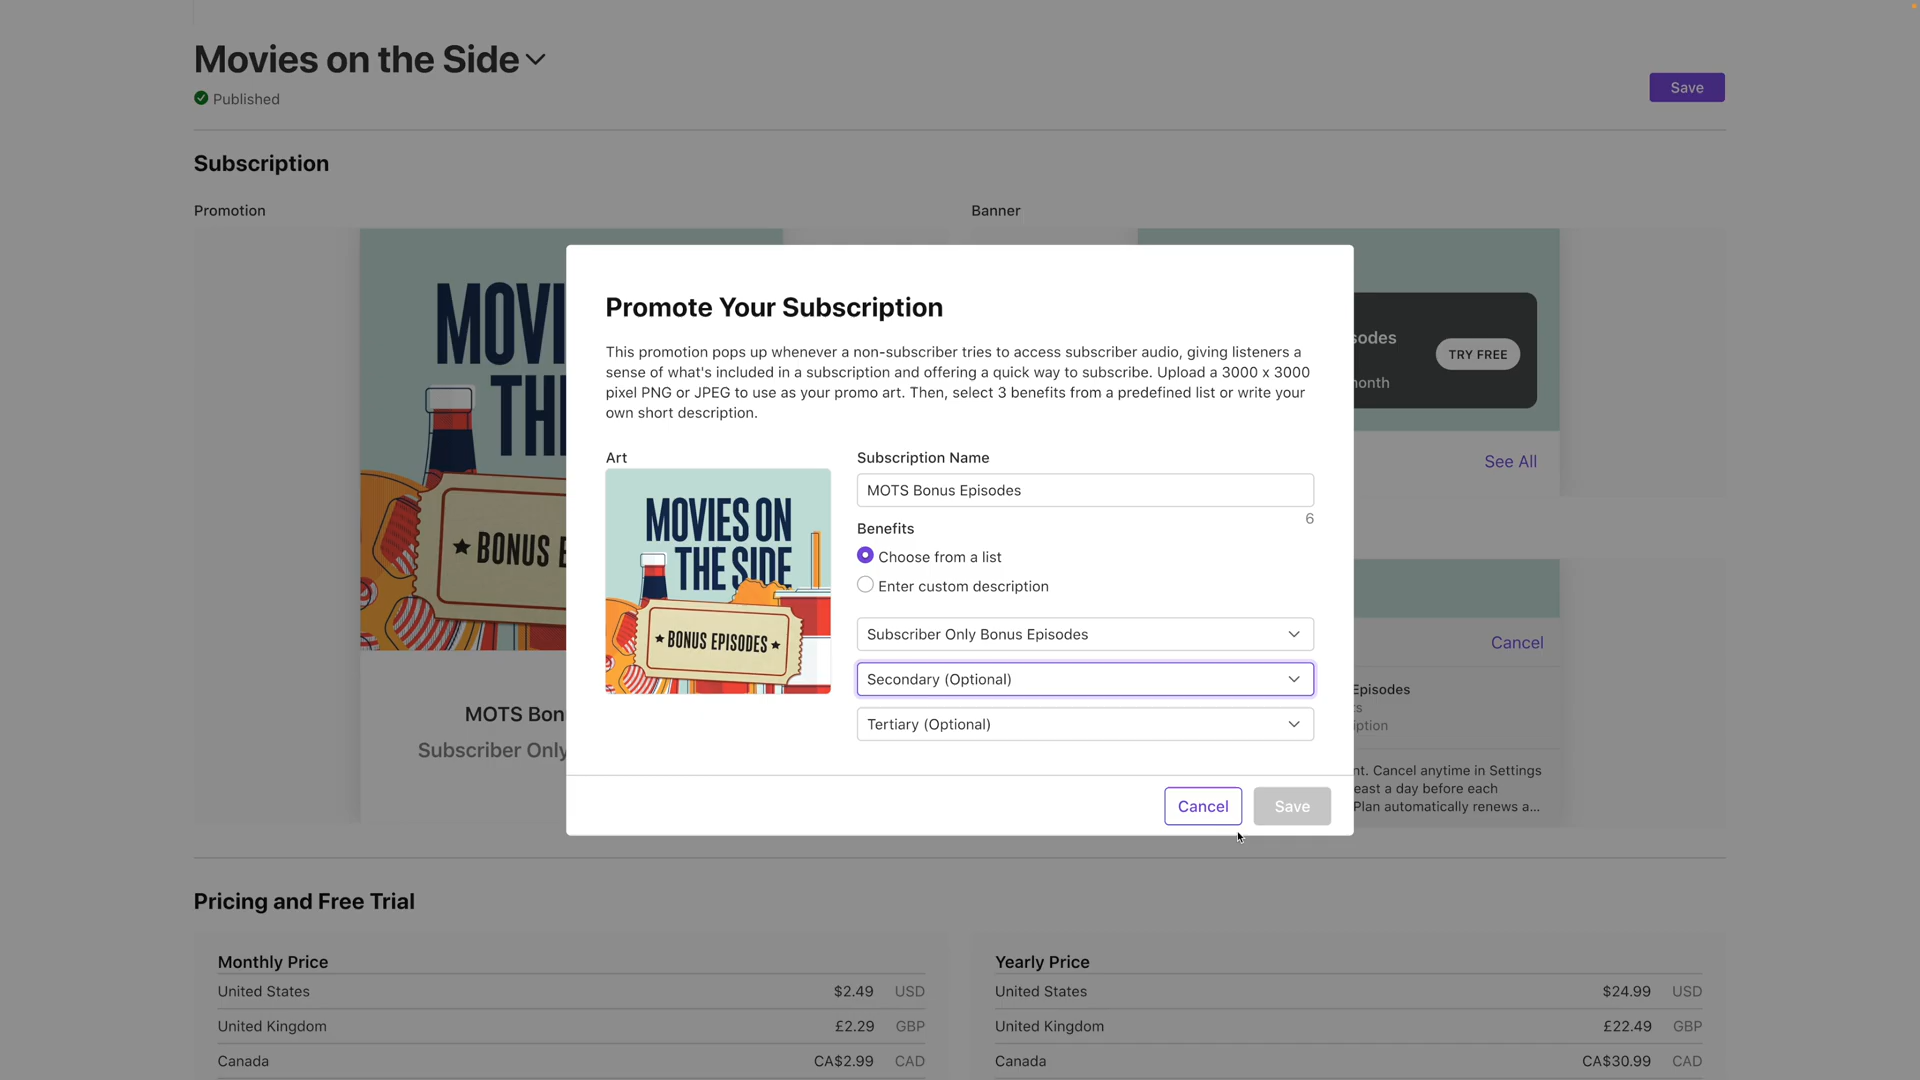 Movies on the Side
Published
Save
Subscription
Promotion
Banner
MOVI
TH
BONUS E
MOTS Bon
Subscriber Only
sodes
TRY FREE
month
See All
Cancel
Episodes
ts
iption
nt. Cancel anytime in Settings
east a day before each
Plan automatically renews a...
Promote Your Subscription
This promotion pops up whenever a non-subscriber tries to access subscriber audio, giving listeners a
sense of what's included in a subscription and offering a quick way to subscribe. Upload a 3000 x 3000
pixel PNG or JPEG to use as your promo art. Then, select 3 benefits from a predefined list or write your
own short description.
Art
MOVIES ON
THE SIDE
BONUS EPISODES
Subscription Name
MOTS Bonus Episodes
6
Benefits
Choose from a list
Enter custom description
Subscriber Only Bonus Episodes
Secondary (Optional)
Tertiary (Optional)
Cancel
Save
Pricing and Free Trial
Monthly Price
United States $2.49 USD
United Kingdom £2.29 GBP
Canada CA$2.99 CAD
Yearly Price
United States $24.99 USD
United Kingdom £22.49 GBP
Canada CA$30.99 CAD